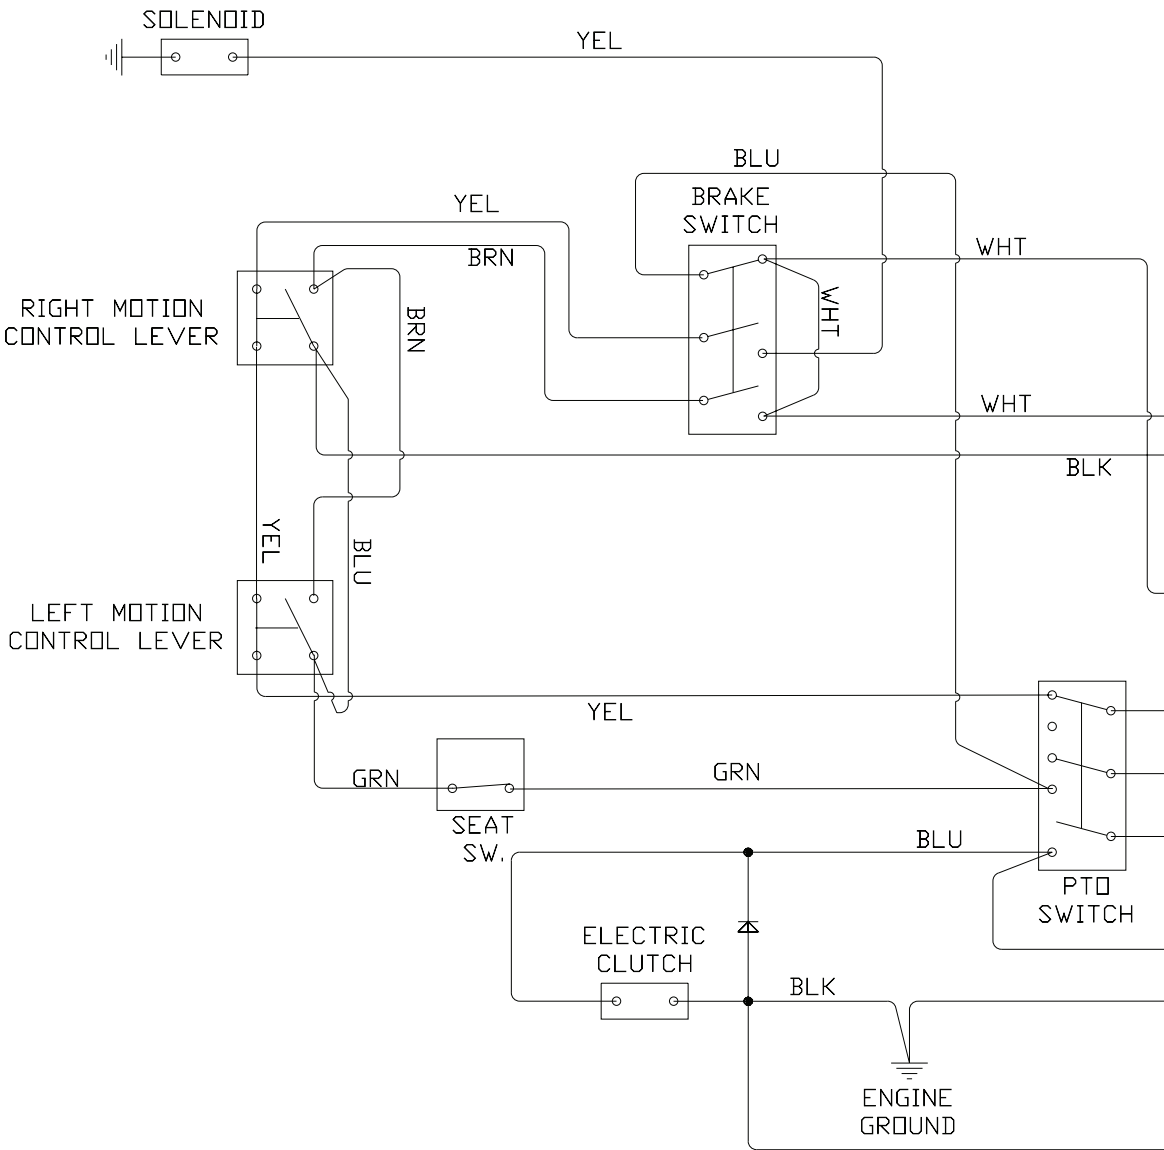 SOLENOID
YEL
BLU
BRAKE
SWITCH
YEL
BRN
WHT
WHT
RIGHT MOTION
CONTROL LEVER
BRN
WHT
BLK
YEL
BLU
LEFT MOTION
CONTROL LEVER
YEL
GRN
GRN
SEAT
SW.
BLU
PTO
SWITCH
ELECTRIC
CLUTCH
BLK
ENGINE
GROUND